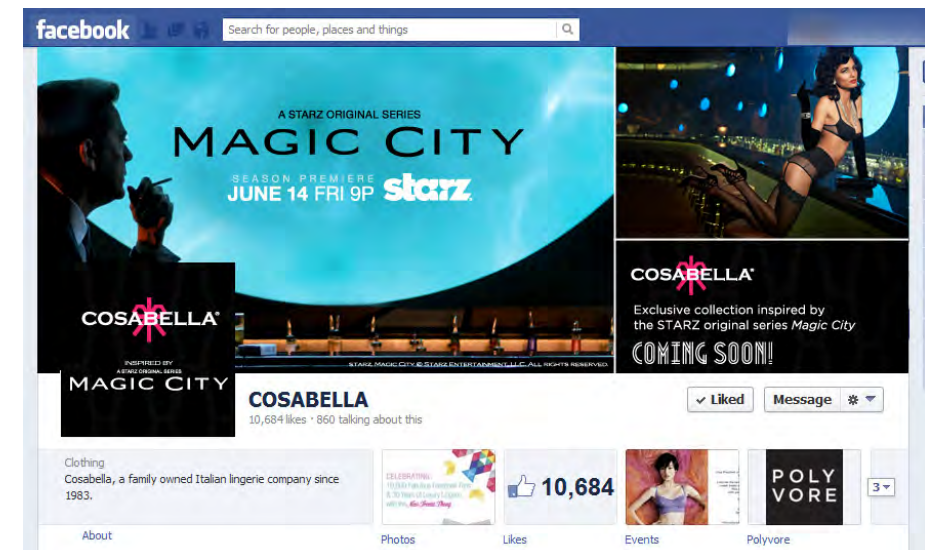 facebook
Search for people, places and things
A STARZ ORIGINAL SERIES
MAGIC CITY
SEASON PREMIERE
JUNE 14 FRI 9P starz
COSABELLA
Exclusive collection inspired by
the STARZ original series Magic City
COMING SOON!
STARZ, MAGIC CITY © STARZ ENTERTAINMENT, LLC. ALL RIGHTS RESERVED.
COSABELLA
INSPIRED BY
A STARZ ORIGINAL SERIES
MAGIC CITY
COSABELLA
10,684 likes · 860 talking about this
Liked
Message
Clothing
Cosabella, a family owned Italian lingerie company since
1983.
About
CELEBRATING:
10,684
POLY
VORE
3
Photos
Likes
Events
Polyvore